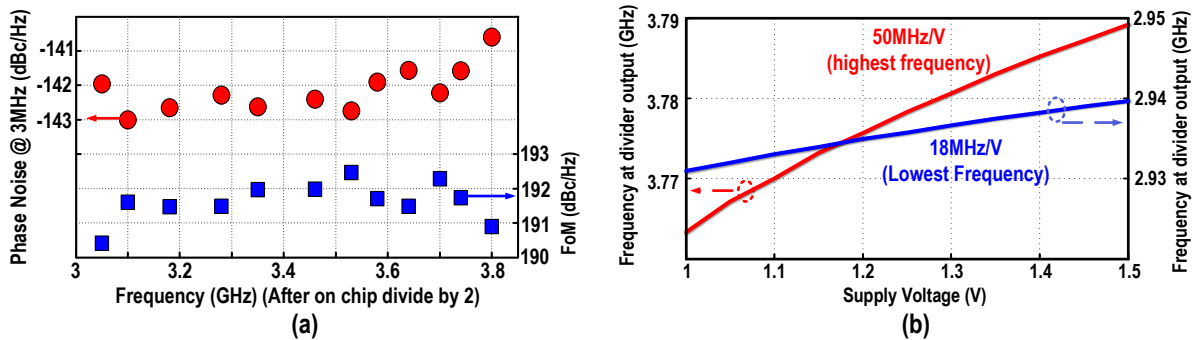 Phase Noise @ 3MHz (dBc/Hz)
-141
-142
-143
193
192
191
190
FoM (dBc/Hz)
3 3.2 3.4 3.6 3.8
Frequency (GHz) (After on chip divide by 2)
(a)
Frequency at divider output (GHz)
3.79
3.78
3.77
50MHz/V
(highest frequency)
18MHz/V
(Lowest Frequency)
2.95
2.94
2.93
Frequency at divider output (GHz)
1 1.1 1.2 1.3 1.4 1.5
Supply Voltage (V)
(b)